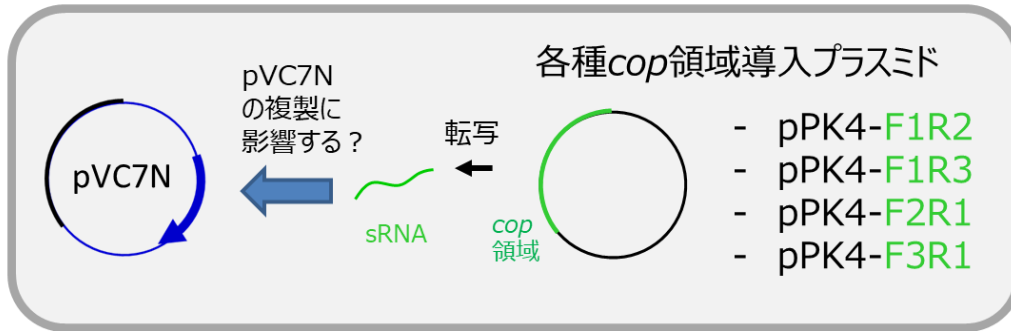 各種cop領域導入プラスミド
pVC7N
の複製に
影響する？
pVC7N
sRNA
転写
cop
領域
- pPK4-F1R2
- pPK4-F1R3
- pPK4-F2R1
- pPK4-F3R1